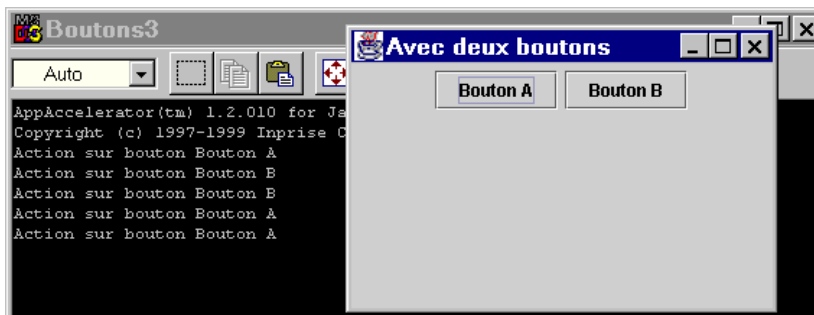 Boutons3
Auto
AppAccelerator(tm) 1.2.010 for Ja
Copyright (c) 1997-1999 Inprise C
Action sur bouton Bouton A
Action sur bouton Bouton B
Action sur bouton Bouton B
Action sur bouton Bouton A
Action sur bouton Bouton A
Avec deux boutons
Bouton A
Bouton B